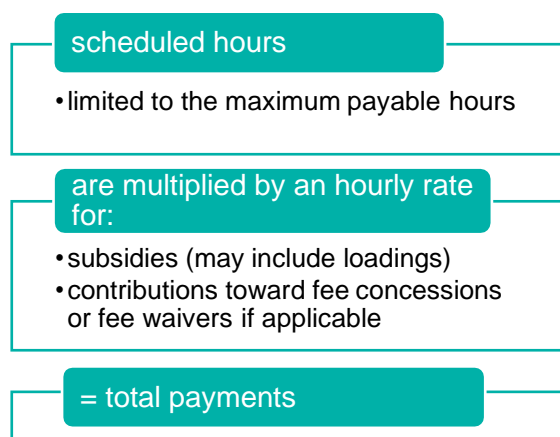 scheduled hours
•limited to the maximum payable hours
are multiplied by an hourly rate
for:
•subsidies (may include loadings)
•contributions toward fee concessions
or fee waivers if applicable
= total payments